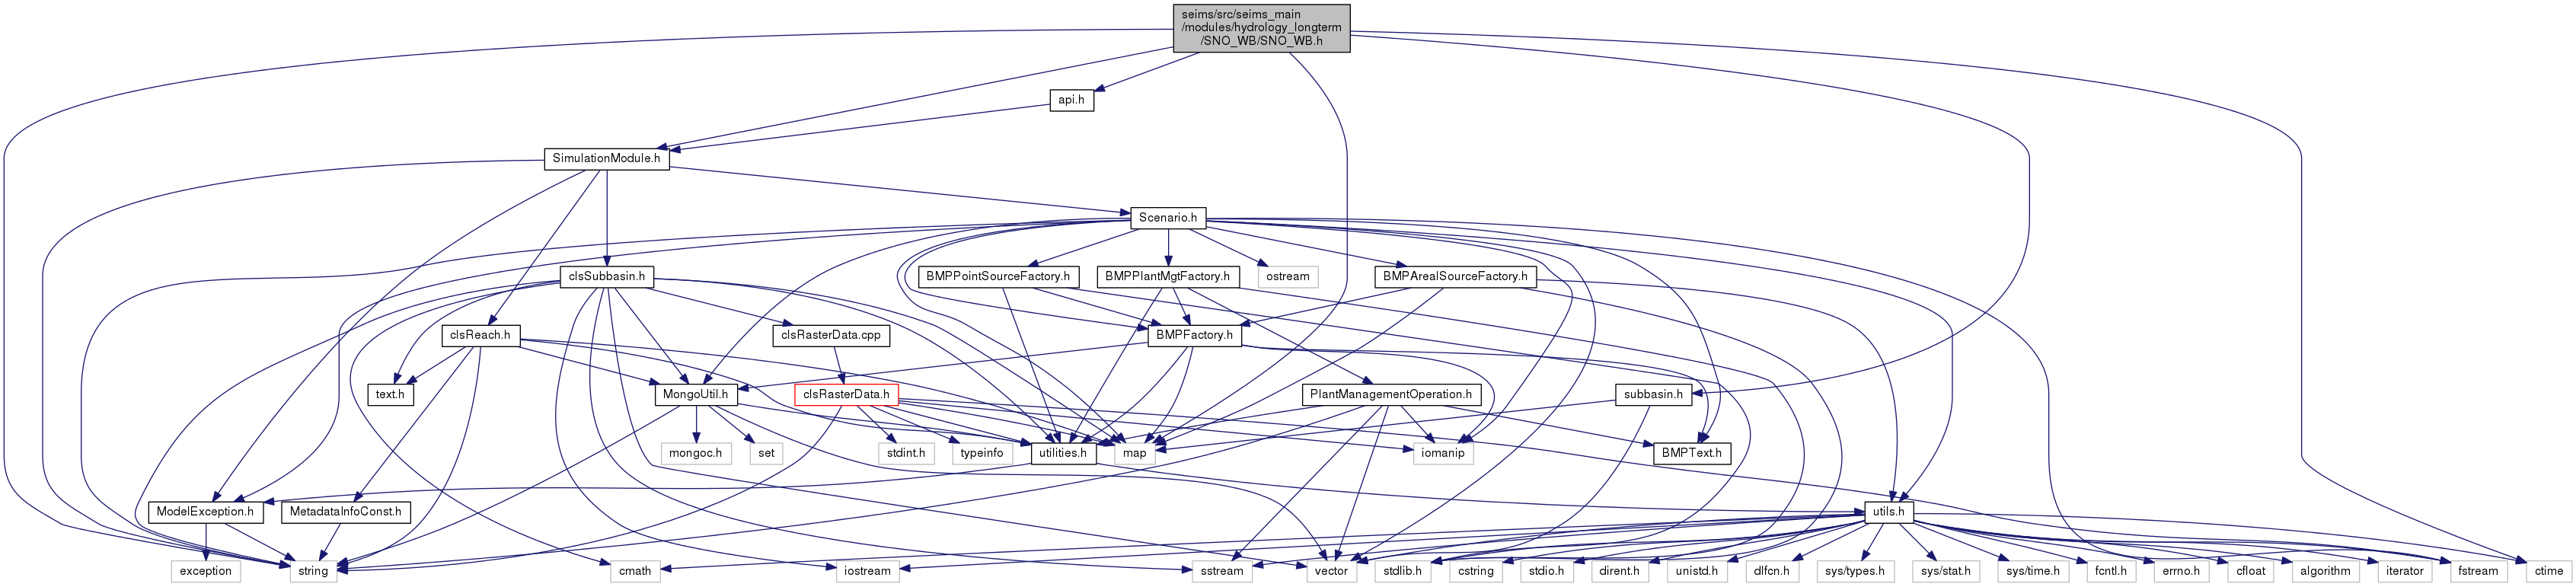 seims/src/seims_main
/modules/hydrology_longterm
/SNO_WB/SNO_WB.h
api.h
SimulationModule.h
Scenario.h
clsSubbasin.h
BMPPointSourceFactory.h
BMPPlantMgtFactory.h
ostream
BMPArealSourceFactory.h
clsReach.h
clsRasterData.cpp
BMPFactory.h
text.h
MongoUtil.h
clsRasterData.h
PlantManagementOperation.h
subbasin.h
mongoc.h
set
stdint.h
typeinfo
utilities.h
map
iomanip
BMPText.h
ModelException.h
MetadataInfoConst.h
utils.h
exception
string
cmath
iostream
sstream
vector
stdlib.h
cstring
stdio.h
dirent.h
unistd.h
dlfcn.h
sys/types.h
sys/stat.h
sys/time.h
fcntl.h
errno.h
cfloat
algorithm
iterator
fstream
ctime